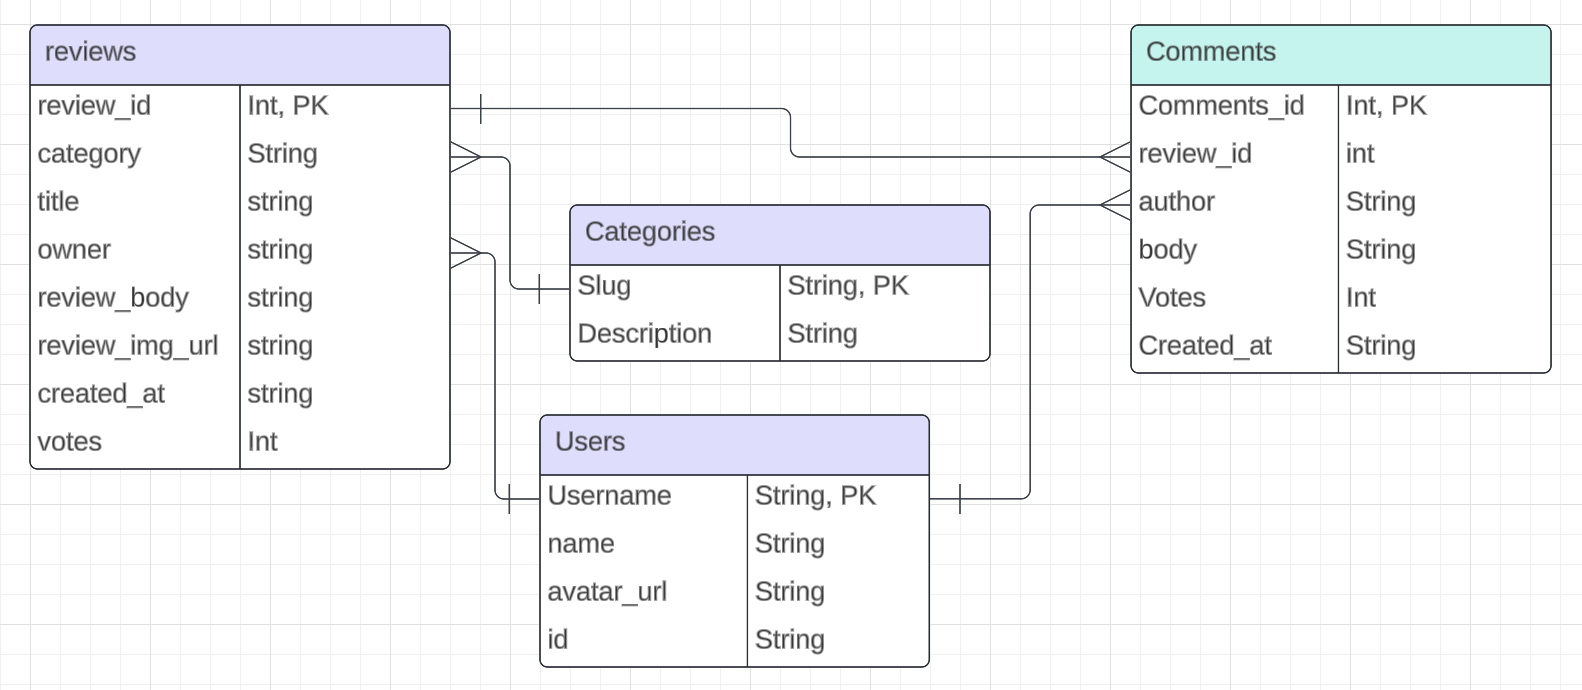 reviews
review_id Int, PK
category String
title string
owner string
review_body string
review_img_url string
created_at string
votes Int
Categories
Slug String, PK
Description String
Users
Username String, PK
name String
avatar_url String
id String
Comments
Comments_id Int, PK
review_id int
author String
body String
Votes Int
Created_at String